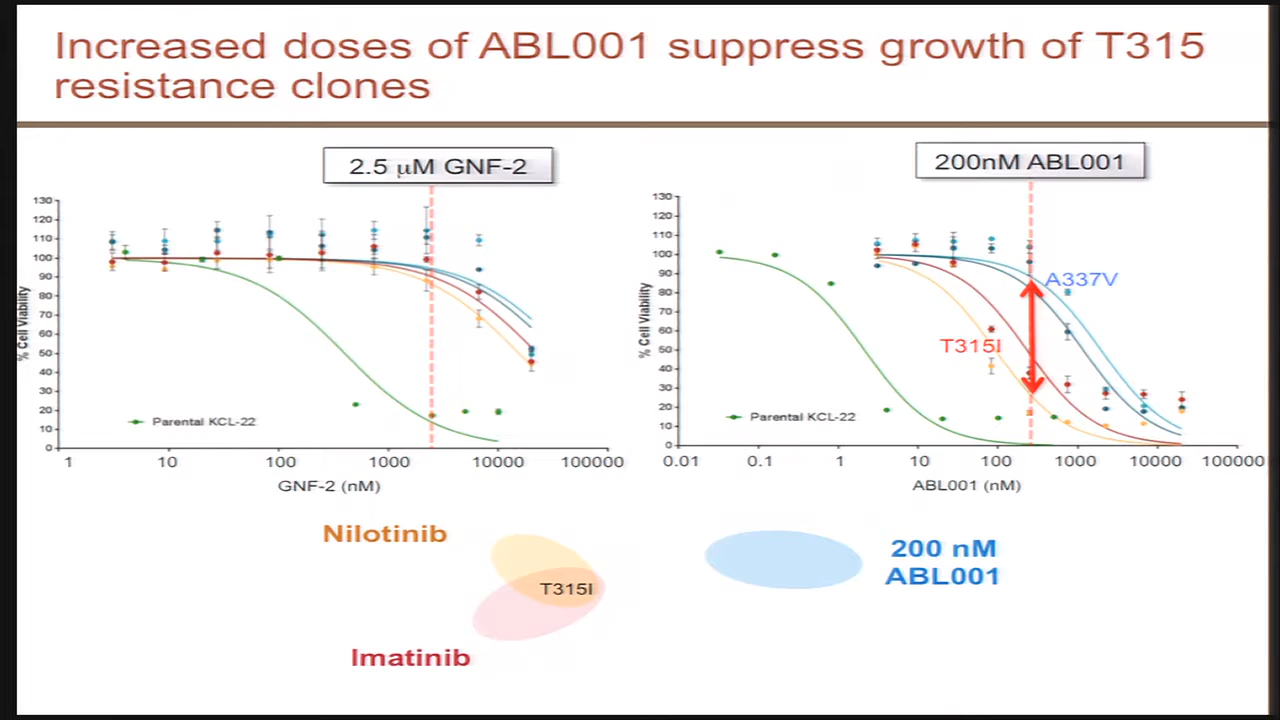 Increased doses of ABL001 suppress growth of T315
resistance clones
2.5 μM GNF-2
130
120
110
100
90
80
70
60
50
40
30
20
10
0
% Cell Viability
Parental KCL-22
1 10 100 1000 10000 100000
GNF-2 (nM)
200nM ABL001
130
120
110
100
90
80
70
60
50
40
30
20
10
0
% Cell Viability
A337V
T315I
Parental KCL-22
0.01 0.1 1 10 100 1000 10000 100000
ABL001 (nM)
Nilotinib
T315I
Imatinib
200 nM
ABL001